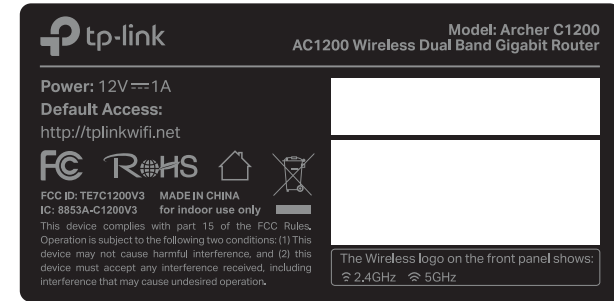 tp-link
Model: Archer C1200
AC1200 Wireless Dual Band Gigabit Router
Power: 12V⎓1A
Default Access:
http://tplinkwifi.net
FC RoHS
FCC ID: TE7C1200V3 MADE IN CHINA
IC: 8853A-C1200V3 for indoor use only
This device complies with part 15 of the FCC Rules.
Operation is subject to the following two conditions: (1) This
device may not cause harmful interference, and (2) this
device must accept any interference received, including
interference that may cause undesired operation.
The Wireless logo on the front panel shows:
2.4GHz 5GHz